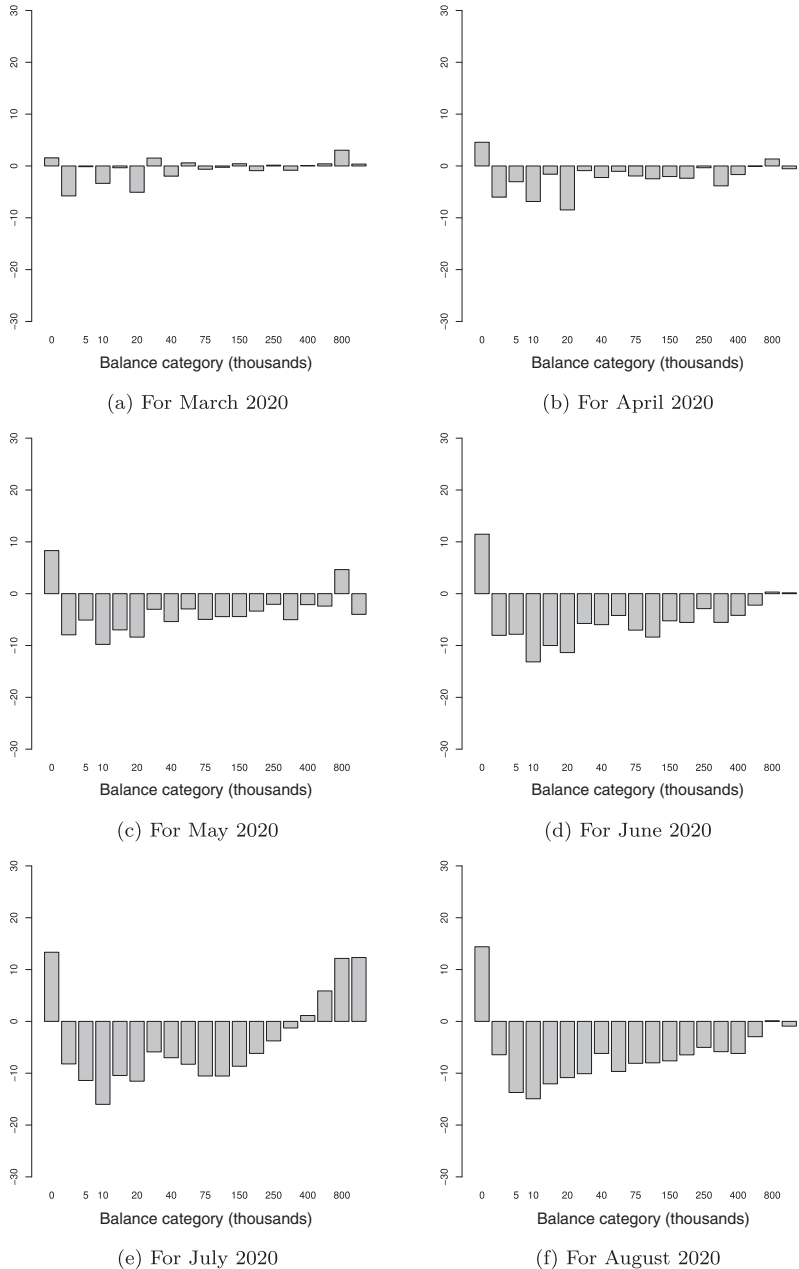 30
20
10
0
−10
−20
−30
0 5 10 20 40 75 150 250 400 800
Balance category (thousands)
(a) For March 2020
30
20
10
0
−10
−20
−30
0 5 10 20 40 75 150 250 400 800
Balance category (thousands)
(b) For April 2020
30
20
10
0
−10
−20
−30
0 5 10 20 40 75 150 250 400 800
Balance category (thousands)
(c) For May 2020
30
20
10
0
−10
−20
−30
0 5 10 20 40 75 150 250 400 800
Balance category (thousands)
(d) For June 2020
30
20
10
0
−10
−20
−30
0 5 10 20 40 75 150 250 400 800
Balance category (thousands)
(e) For July 2020
30
20
10
0
−10
−20
−30
0 5 10 20 40 75 150 250 400 800
Balance category (thousands)
(f) For August 2020